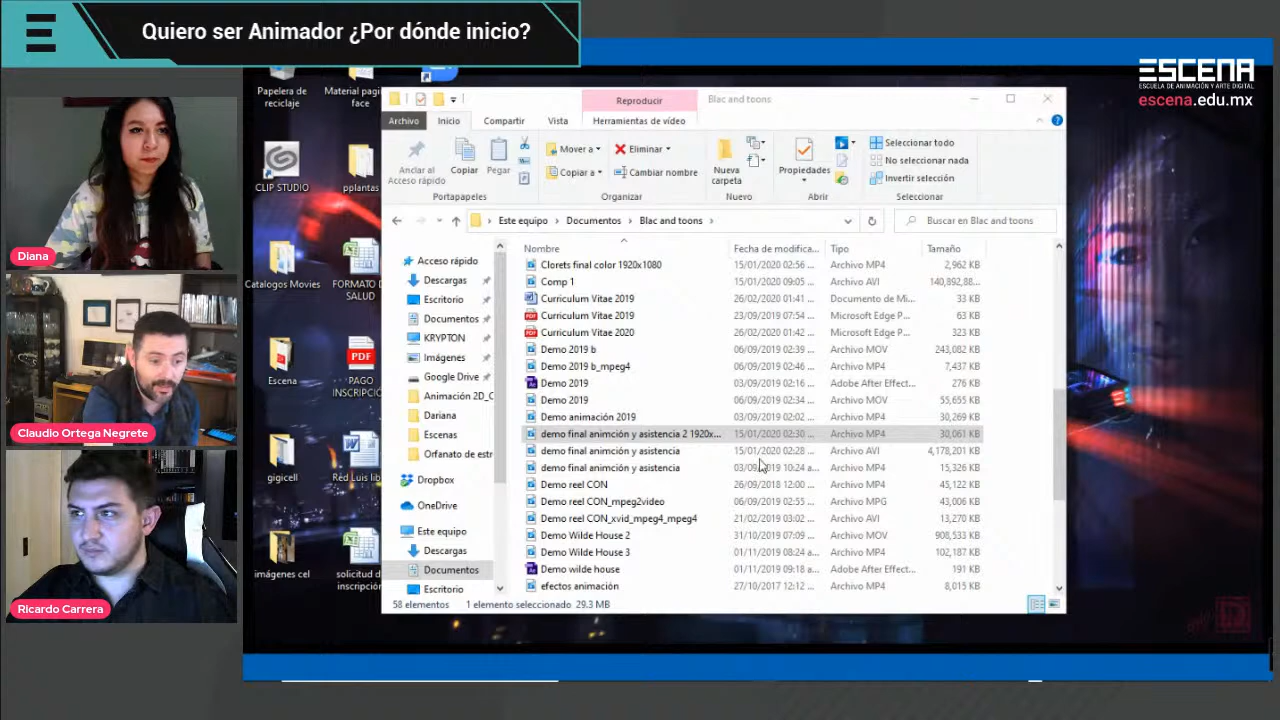 Quiero ser Animador ¿Por dónde inicio?
ESCENA
ESCUELA DE ANIMACIÓN Y ARTE DIGITAL
escena.edu.mx
Diana
Claudio Ortega Negrete
Ricardo Carrera
Papelera de
reciclaje
Material pagi
face
CLIP STUDIO
pplantas
Catalogos Movies
FORMATO D
SALUD
Escena
PAGO
INSCRIPCIÓ
gigicell
Réd Luis lib
imágenes cel
solicitud d
inscripció
Reproducir
Blac and toons
Archivo
Inicio
Compartir
Vista
Herramientas de vídeo
Anclar al
Acceso rápido
Copiar
Pegar
Portapapeles
Mover a
Copiar a
Eliminar
Cambiar nombre
Organizar
Nueva
carpeta
Nuevo
Propiedades
Abrir
Seleccionar todo
No seleccionar nada
Invertir selección
Seleccionar
Este equipo > Documentos > Blac and toons >
Buscar en Blac and toons
Acceso rápido
Descargas
Escritorio
Documentos
KRYPTON
Imágenes
Google Drive
Animación 2D_C
Dariana
Escenas
Orfanato de estr
Dropbox
OneDrive
Este equipo
Descargas
Documentos
Escritorio
Nombre Fecha de modifica... Tipo Tamaño
Clorets final color 1920x1080 15/01/2020 02:56 ... Archivo MP4 2,962 KB
Comp 1 15/01/2020 09:05 ... Archivo AVI 140,892,88...
Curriculum Vitae 2019 26/02/2020 01:41 ... Documento de Mi... 33 KB
Curriculum Vitae 2019 23/09/2019 07:54 ... Microsoft Edge P... 63 KB
Curriculum Vitae 2020 26/02/2020 01:42 ... Microsoft Edge P... 323 KB
Demo 2019 b 06/09/2019 02:39 ... Archivo MOV 243,082 KB
Demo 2019 b_mpeg4 06/09/2019 02:46 ... Archivo MP4 7,437 KB
Demo 2019 03/09/2019 02:16 ... Adobe After Effect... 276 KB
Demo 2019 06/09/2019 02:34 ... Archivo MOV 55,655 KB
Demo animación 2019 03/09/2019 02:02 ... Archivo MP4 30,269 KB
demo final animción y asistencia 2 1920x... 15/01/2020 02:30 ... Archivo MP4 30,061 KB
demo final animción y asistencia 15/01/2020 02:28 ... Archivo AVI 4,178,201 KB
demo final animción y asistencia 03/09/2019 10:24 a... Archivo MP4 15,326 KB
Demo reel CON 26/09/2018 12:00 ... Archivo MP4 45,122 KB
Demo reel CON_mpeg2video 06/09/2019 02:55 ... Archivo MPG 43,006 KB
Demo reel CON_xvid_mpeg4_mpeg4 21/02/2019 03:02 ... Archivo AVI 13,270 KB
Demo Wilde House 2 31/10/2019 07:09 ... Archivo MOV 908,533 KB
Demo Wilde House 3 01/11/2019 08:24 a... Archivo MP4 102,187 KB
Demo wilde house 01/11/2019 09:18 a... Adobe After Effect... 191 KB
efectos animación 27/10/2017 12:12 ... Archivo MP4 8,015 KB
58 elementos 1 elemento seleccionado 29.3 MB